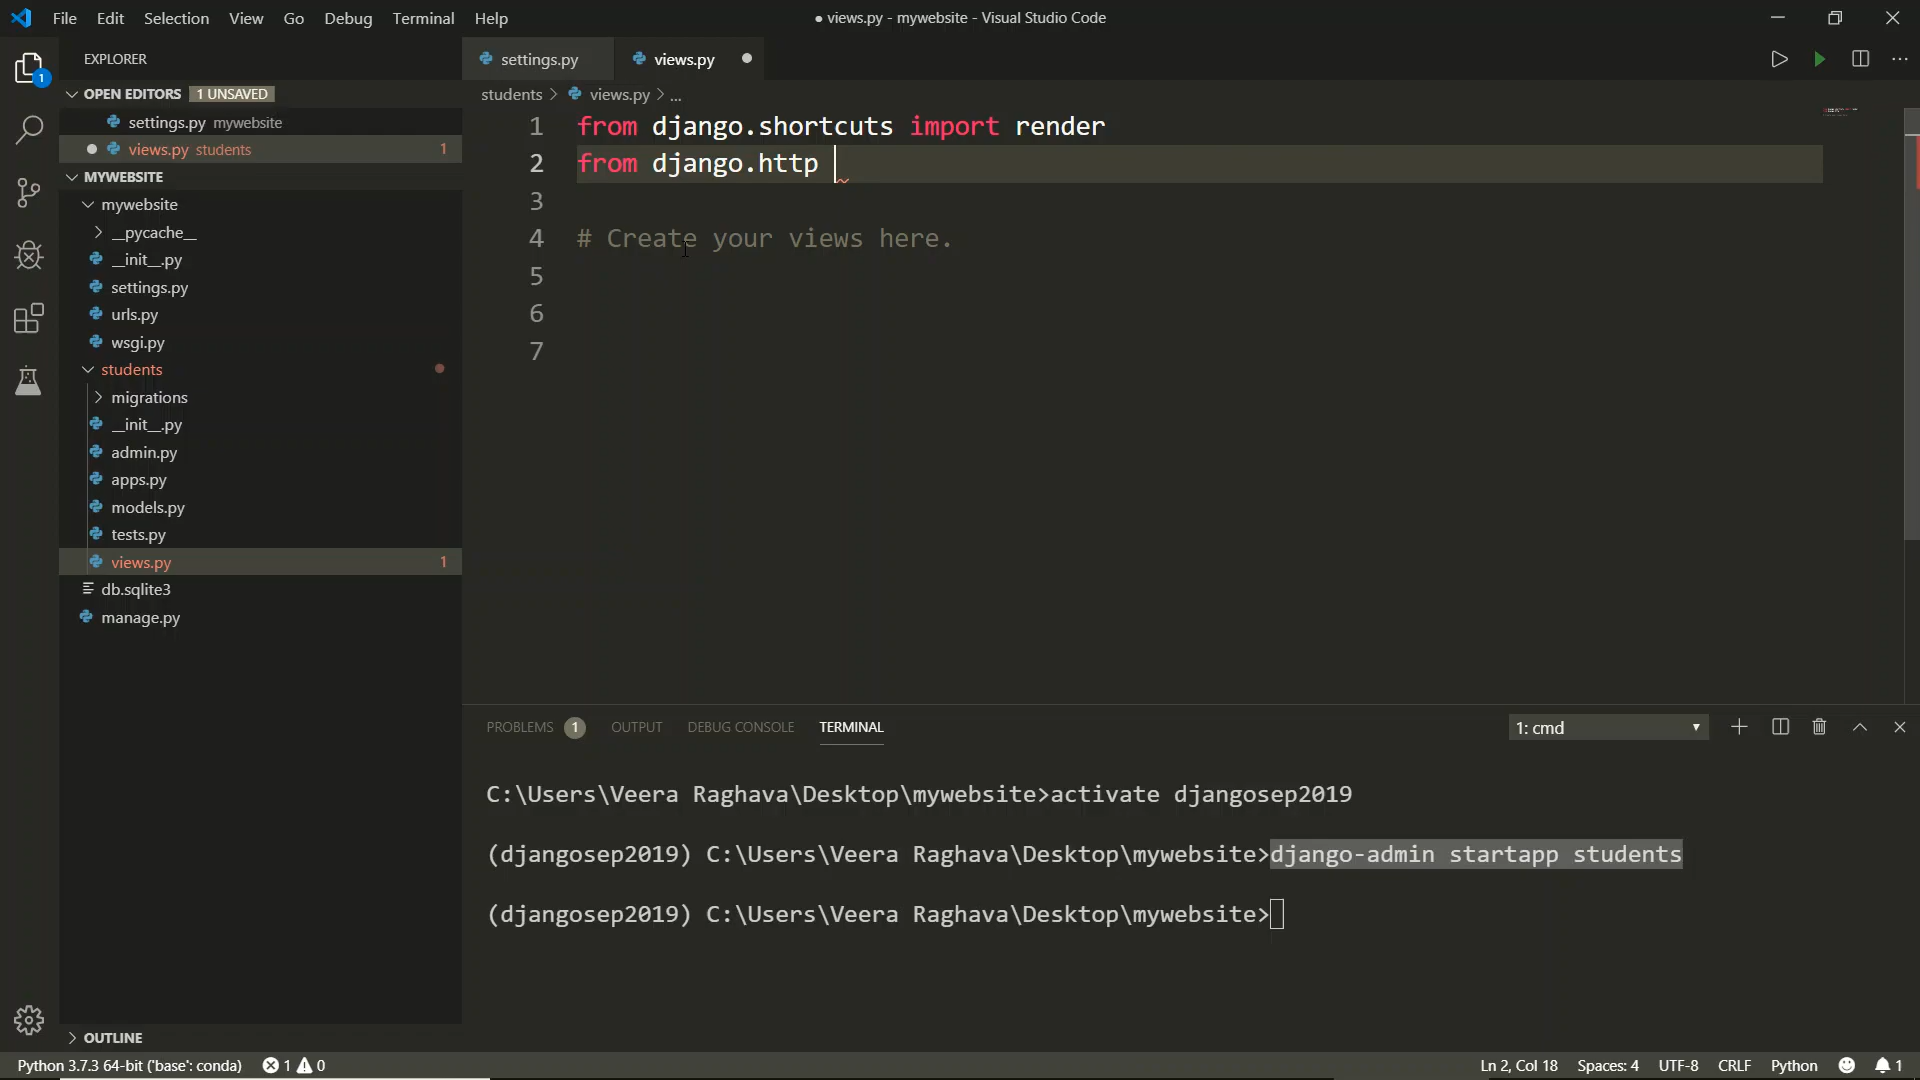 File Edit Selection View Go Debug Terminal Help
● views.py - mywebsite - Visual Studio Code
1
EXPLORER
OPEN EDITORS 1 UNSAVED
settings.py mywebsite
views.py students 1
MYWEBSITE
mywebsite
__pycache__
__init__.py
settings.py
urls.py
wsgi.py
students
migrations
__init__.py
admin.py
apps.py
models.py
tests.py
views.py 1
db.sqlite3
manage.py
OUTLINE
settings.py views.py
students > views.py > ...
1 from django.shortcuts import render
2 from django.http
3
4 # Create your views here.
5
6
7
PROBLEMS 1 OUTPUT DEBUG CONSOLE TERMINAL 1: cmd
C:\Users\Veera Raghava\Desktop\mywebsite>activate djangosep2019
(djangosep2019) C:\Users\Veera Raghava\Desktop\mywebsite>django-admin startapp students
(djangosep2019) C:\Users\Veera Raghava\Desktop\mywebsite>
Python 3.7.3 64-bit ('base': conda) 1 0 Ln 2, Col 18 Spaces: 4 UTF-8 CRLF Python 1